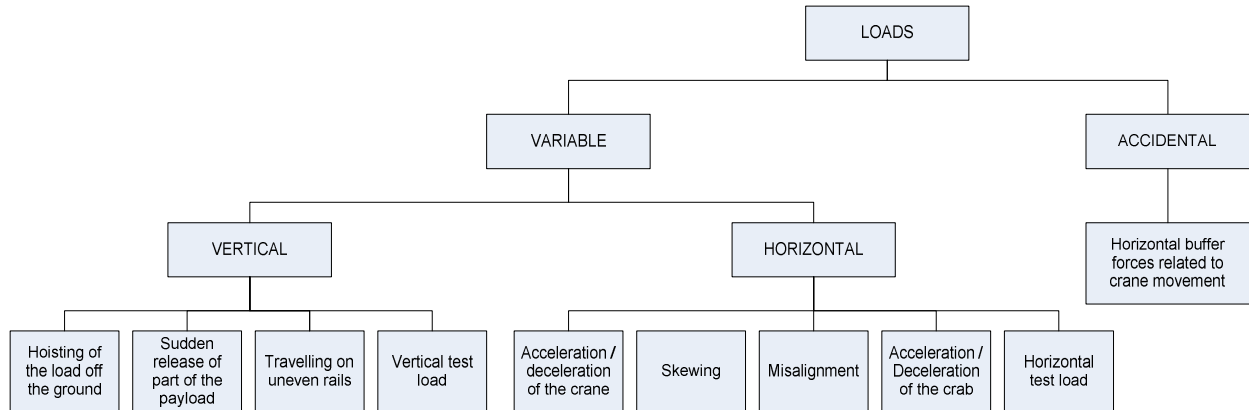 LOADS
VARIABLE
ACCIDENTAL
VERTICAL
HORIZONTAL
Horizontal buffer
forces related to
crane movement
Hoisting of
the load off
the ground
Sudden
release of
part of the
payload
Travelling on
uneven rails
Vertical test
load
Acceleration /
deceleration
of the crane
Skewing
Misalignment
Acceleration /
Deceleration
of the crab
Horizontal
test load